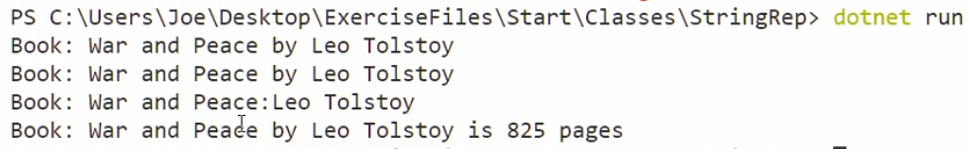 PS C:\Users\Joe\Desktop\ExerciseFiles\Start\Classes\StringRep> dotnet run
Book: War and Peace by Leo Tolstoy
Book: War and Peace by Leo Tolstoy
Book: War and Peace:Leo Tolstoy
Book: War and Peace by Leo Tolstoy is 825 pages